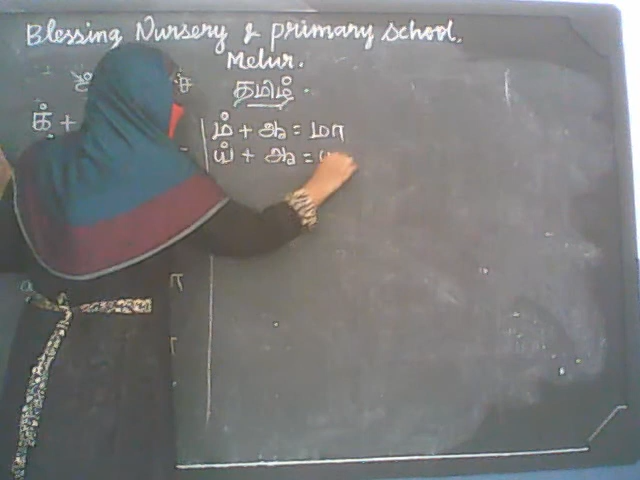 Blessing Nursery & primary school,
Melur.
தமிழ்.
க் +
ம் + ஆ = மா
ய் + ஆ =